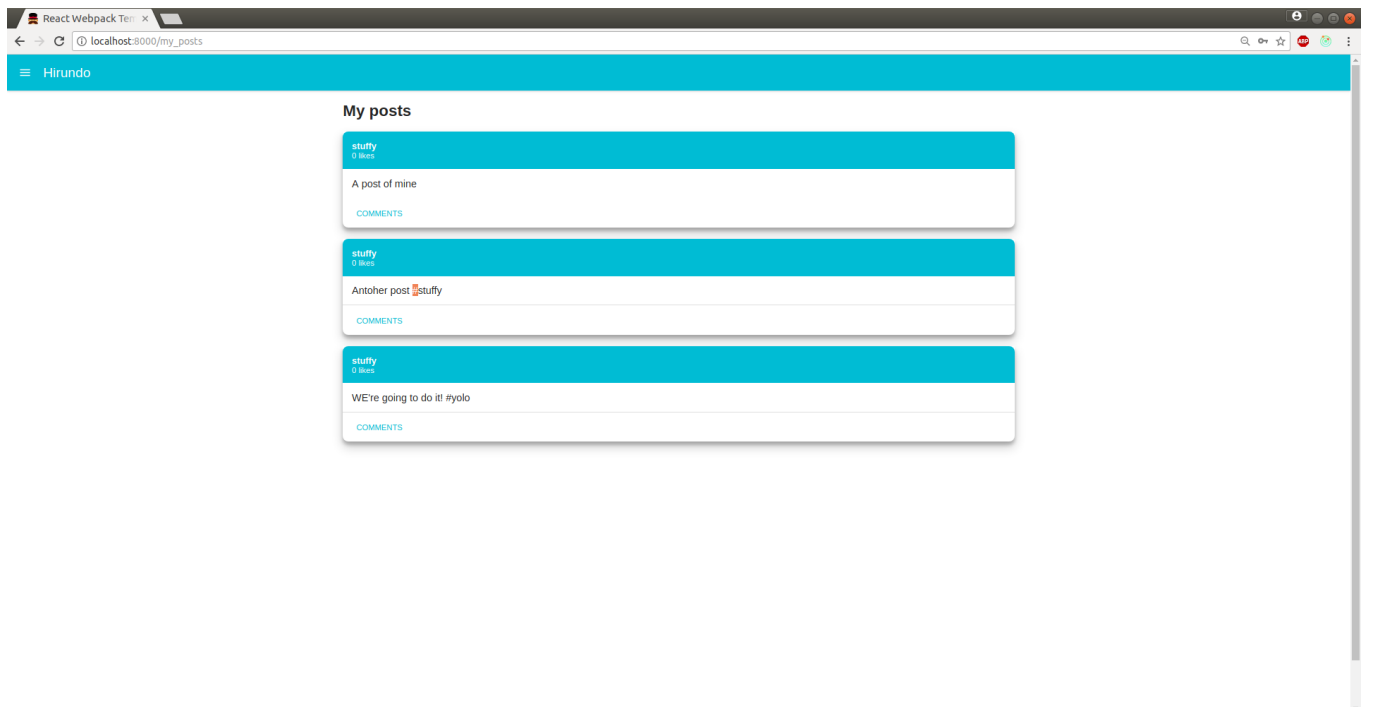 React Webpack Tem
localhost:8000/my_posts
ABP
Hirundo
My posts
stuffy
0 likes
A post of mine
COMMENTS
stuffy
0 likes
Antoher post #stuffy
COMMENTS
stuffy
0 likes
WE're going to do it! #yolo
COMMENTS